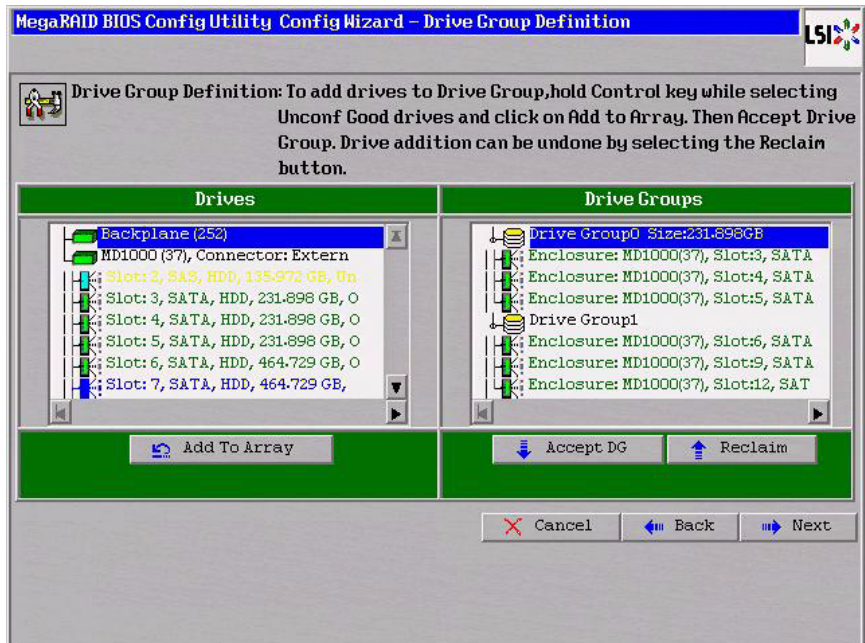 MegaRAID BIOS Config Utility Config Wizard – Drive Group Definition
LSI
Drive Group Definition: To add drives to Drive Group,hold Control key while selecting
Unconf Good drives and click on Add to Array. Then Accept Drive
Group. Drive addition can be undone by selecting the Reclaim
button.
Drives
Backplane (252)
MD1000 (37), Connector: Extern
Slot: 2, SAS, HDD, 135.972 GB, Un
Slot: 3, SATA, HDD, 231.898 GB, O
Slot: 4, SATA, HDD, 231.898 GB, O
Slot: 5, SATA, HDD, 231.898 GB, O
Slot: 6, SATA, HDD, 464.729 GB, O
Slot: 7, SATA, HDD, 464.729 GB,
Add To Array
Drive Groups
Drive Group0 Size:231.898GB
Enclosure: MD1000(37), Slot:3, SATA
Enclosure: MD1000(37), Slot:4, SATA
Enclosure: MD1000(37), Slot:5, SATA
Drive Group1
Enclosure: MD1000(37), Slot:6, SATA
Enclosure: MD1000(37), Slot:9, SATA
Enclosure: MD1000(37), Slot:12, SAT
Accept DG
Reclaim
Cancel
Back
Next